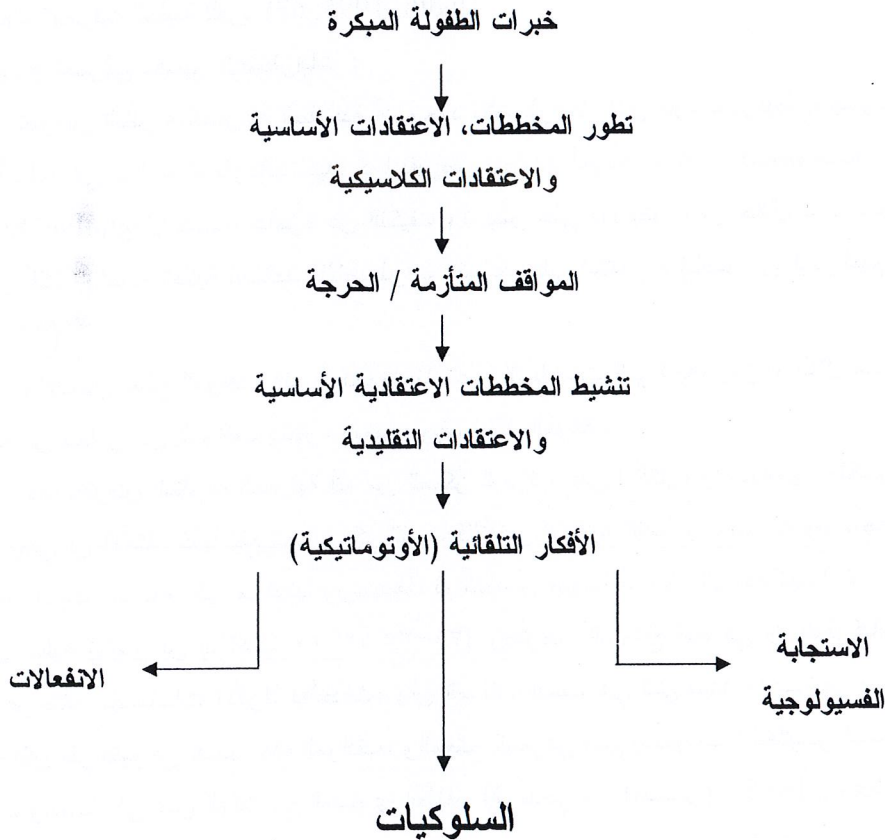 خبرات الطفولة المبكرة
تطور المخططات، الاعتقادات الأساسية
والاعتقادات الكلاسيكية
المواقف المتأزمة / الحرجة
تنشيط المخططات الاعتقادية الأساسية
والاعتقادات التقليدية
الأفكار التلقائية (الأوتوماتيكية)
الاستجابة
الفسيولوجية
الانفعالات
السلوكيات